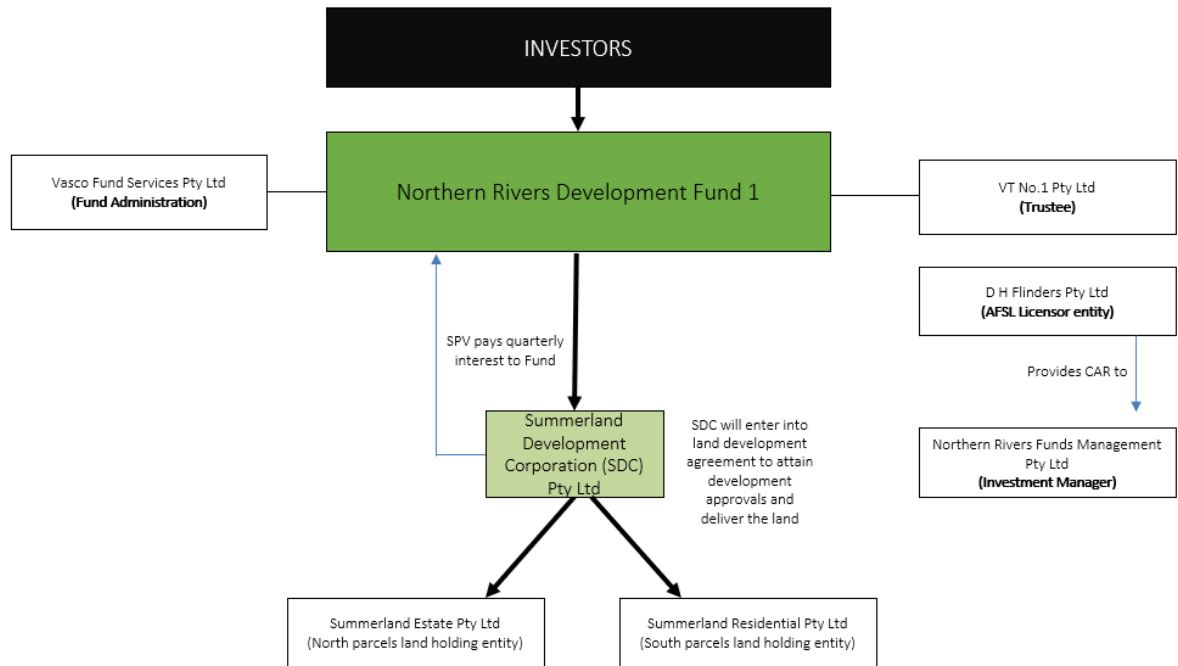 INVESTORS
Vasco Fund Services Pty Ltd
(Fund Administration)
Northern Rivers Development Fund 1
VT No.1 Pty Ltd
(Trustee)
D H Flinders Pty Ltd
(AFSL Licensor entity)
SPV pays quarterly
interest to Fund
Provides CAR to
Summerland
Development
Corporation (SDC)
Pty Ltd
SDC will enter into
land development
agreement to attain
development
approvals and
deliver the land
Northern Rivers Funds Management
Pty Ltd
(Investment Manager)
Summerland Estate Pty Ltd
(North parcels land holding entity)
Summerland Residential Pty Ltd
(South parcels land holding entity)